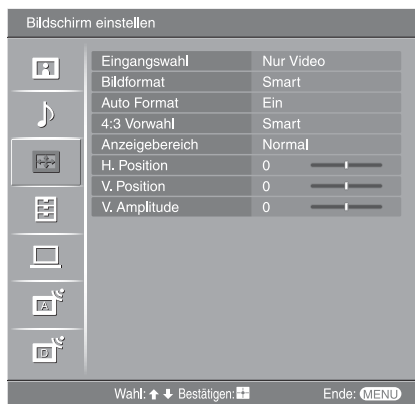 Bildschirm einstellen
Eingangswahl Nur Video
Bildformat Smart
Auto Format Ein
4:3 Vorwahl Smart
Anzeigebereich Normal
H. Position 0
V. Position 0
V. Amplitude 0
A
D
Wahl: Bestätigen: Ende: MENU